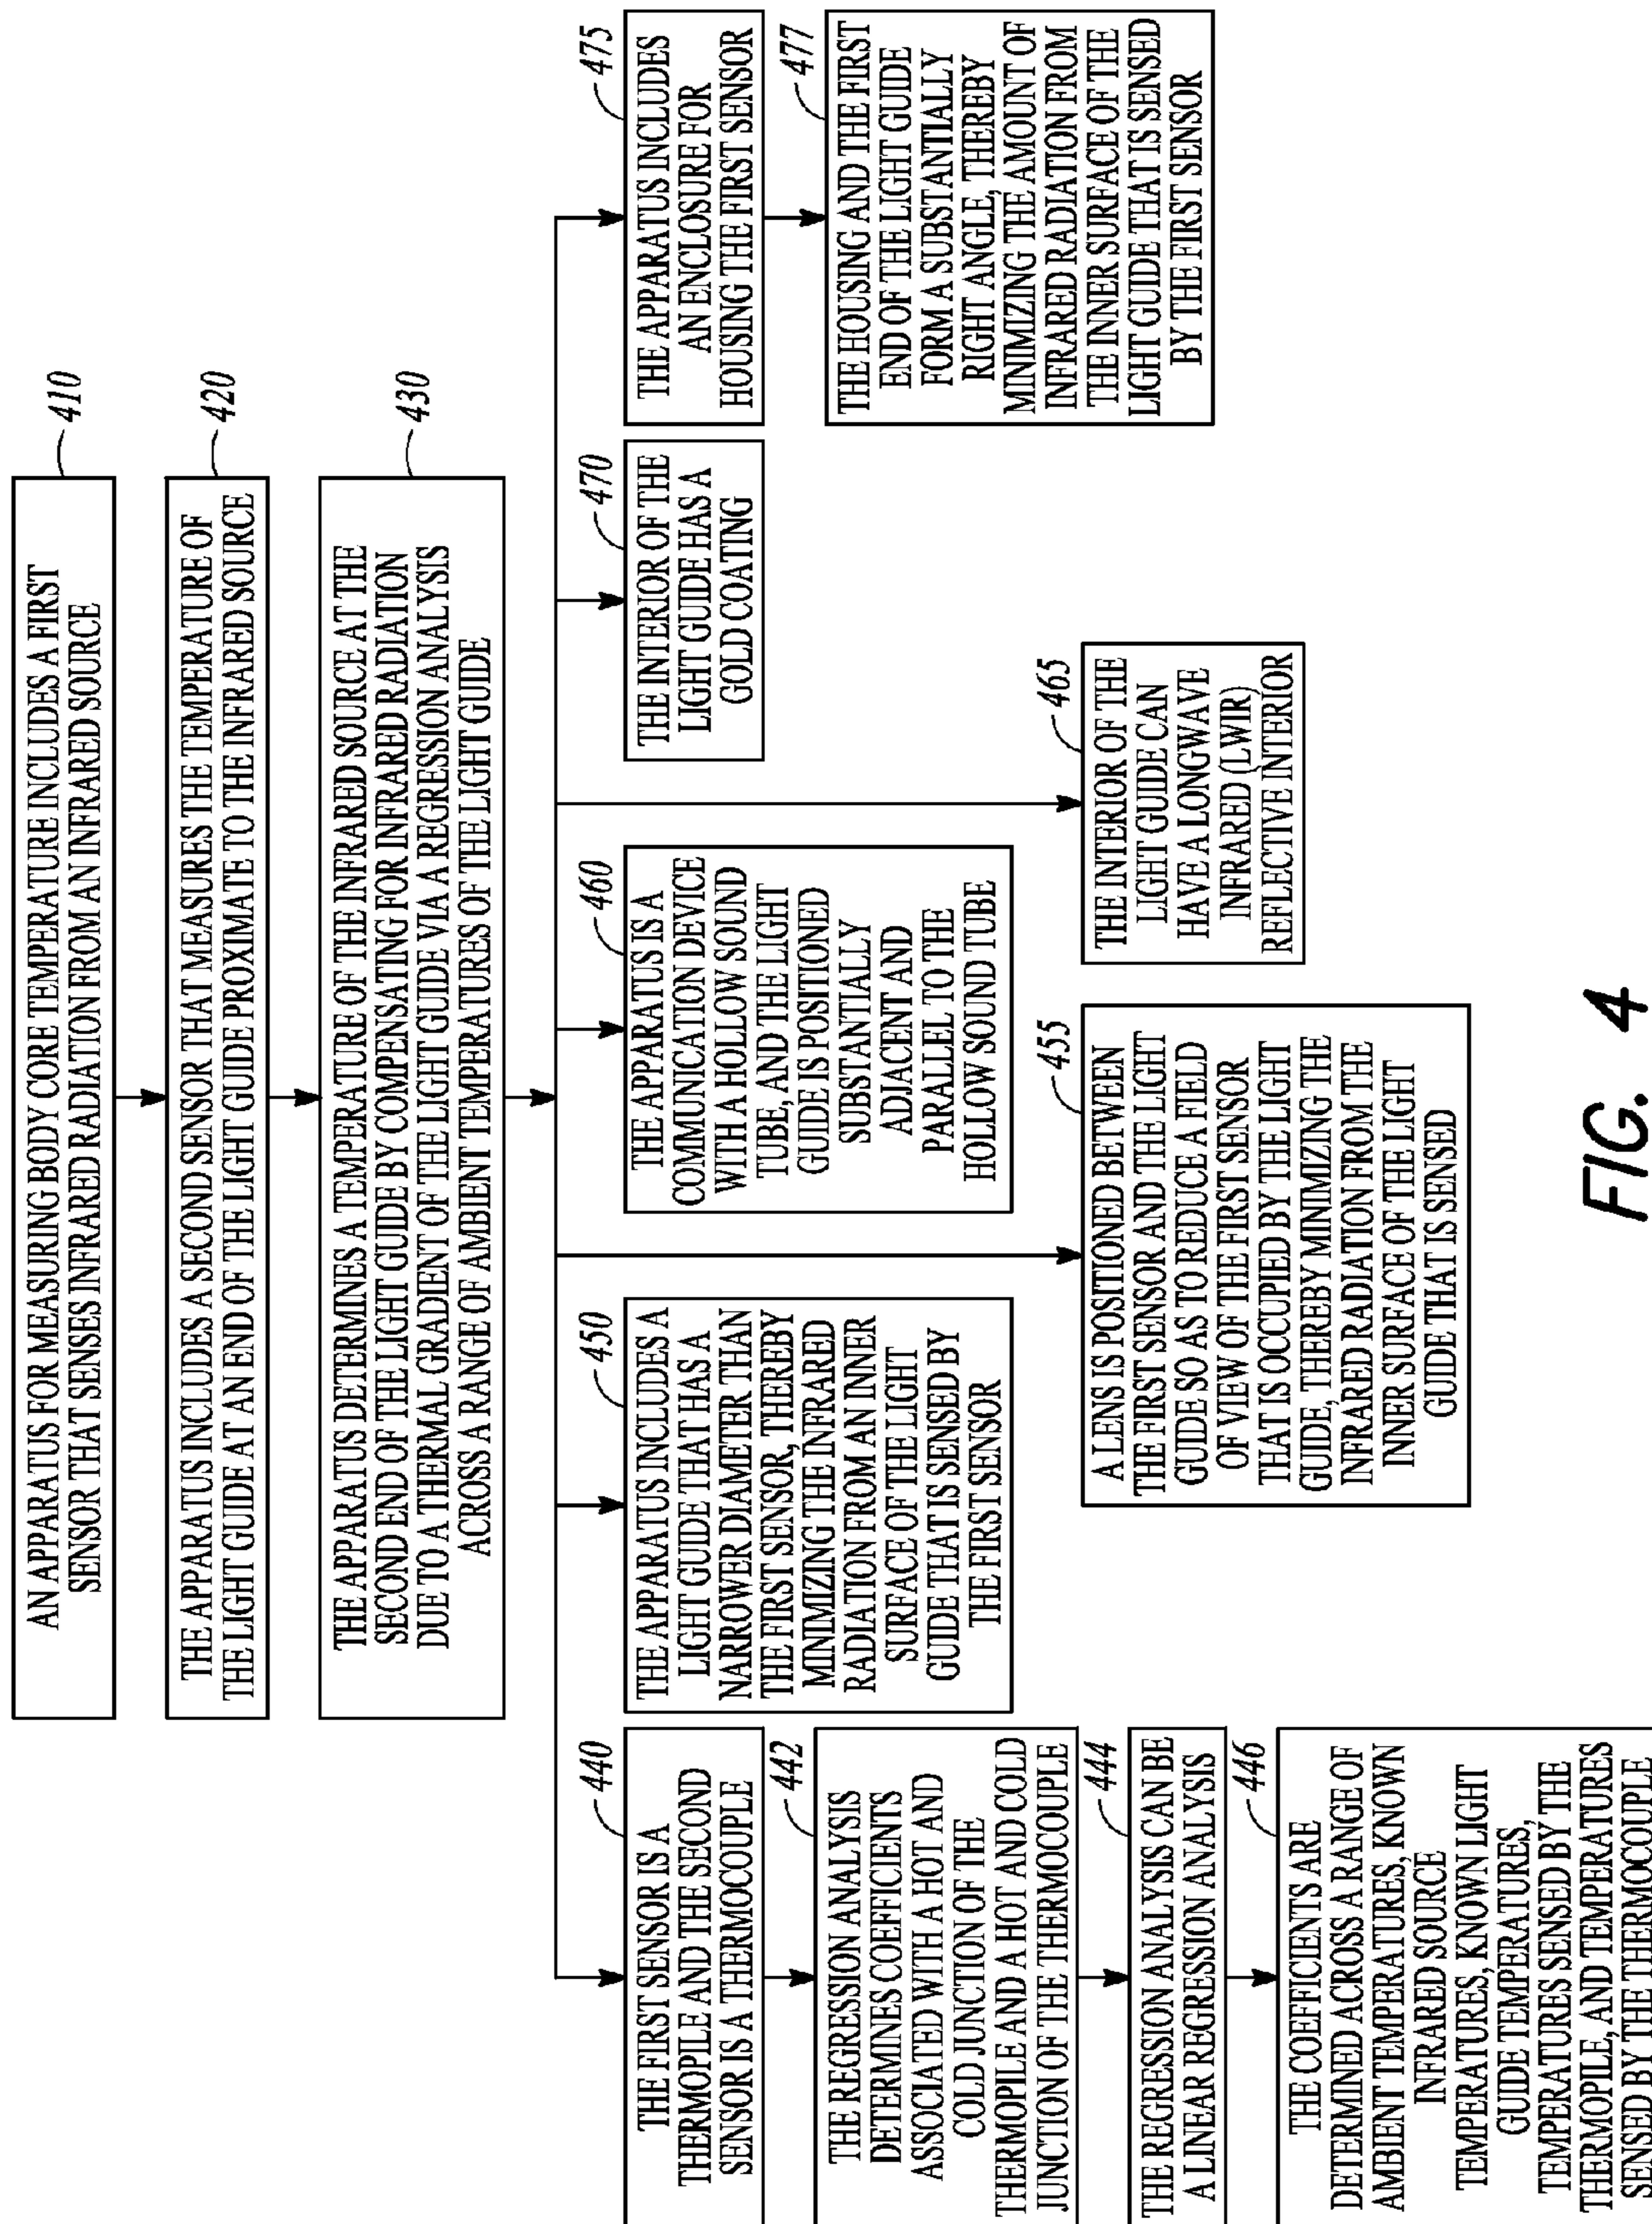 410
AN APPARATUS FOR MEASURING BODY CORE TEMPERATURE INCLUDES A FIRST
SENSOR THAT SENSES INFRARED RADIATION FROM AN INFRARED SOURCE
420
THE APPARATUS INCLUDES A SECOND SENSOR THAT MEASURES THE TEMPERATURE OF
THE LIGHT GUIDE AT AN END OF THE LIGHT GUIDE PROXIMATE TO THE INFRARED SOURCE
430
THE APPARATUS DETERMINES A TEMPERATURE OF THE INFRARED SOURCE AT THE
SECOND END OF THE LIGHT GUIDE BY COMPENSATING FOR INFRARED RADIATION
DUE TO A THERMAL GRADIENT OF THE LIGHT GUIDE VIA A REGRESSION ANALYSIS
ACROSS A RANGE OF AMBIENT TEMPERATURES OF THE LIGHT GUIDE
440
THE FIRST SENSOR IS A
THERMOPILE AND THE SECOND
SENSOR IS A THERMOCOUPLE
442
THE REGRESSION ANALYSIS
DETERMINES COEFFICIENTS
ASSOCIATED WITH A HOT AND
COLD JUNCTION OF THE
THERMOPILE AND A HOT AND COLD
JUNCTION OF THE THERMOCOUPLE
444
THE REGRESSION ANALYSIS CAN BE
A LINEAR REGRESSION ANALYSIS
446
THE COEFFICIENTS ARE
DETERMINED ACROSS A RANGE OF
AMBIENT TEMPERATURES, KNOWN
INFRARED SOURCE
TEMPERATURES, KNOWN LIGHT
GUIDE TEMPERATURES,
TEMPERATURES SENSED BY THE
THERMOPILE, AND TEMPERATURES
SENSED BY THE THERMOCOUPLE
450
THE APPARATUS INCLUDES A
LIGHT GUIDE THAT HAS A
NARROWER DIAMETER THAN
THE FIRST SENSOR, THEREBY
MINIMIZING THE INFRARED
RADIATION FROM AN INNER
SURFACE OF THE LIGHT
GUIDE THAT IS SENSED BY
THE FIRST SENSOR
455
A LENS IS POSITIONED BETWEEN
THE FIRST SENSOR AND THE LIGHT
GUIDE SO AS TO REDUCE A FIELD
OF VIEW OF THE FIRST SENSOR
THAT IS OCCUPIED BY THE LIGHT
GUIDE, THEREBY MINIMIZING THE
INFRARED RADIATION FROM THE
INNER SURFACE OF THE LIGHT
GUIDE THAT IS SENSED
460
THE APPARATUS IS A
COMMUNICATION DEVICE
WITH A HOLLOW SOUND
TUBE, AND THE LIGHT
GUIDE IS POSITIONED
SUBSTANTIALLY
ADJACENT AND
PARALLEL TO THE
HOLLOW SOUND TUBE
465
THE INTERIOR OF THE
LIGHT GUIDE CAN
HAVE A LONGWAVE
INFRARED (LWIR)
REFLECTIVE INTERIOR
470
THE INTERIOR OF THE
LIGHT GUIDE HAS A
GOLD COATING
475
THE APPARATUS INCLUDES
AN ENCLOSURE FOR
HOUSING THE FIRST SENSOR
477
THE HOUSING AND THE FIRST
END OF THE LIGHT GUIDE
FORM A SUBSTANTIALLY
RIGHT ANGLE, THEREBY
MINIMIZING THE AMOUNT OF
INFRARED RADIATION FROM
THE INNER SURFACE OF THE
LIGHT GUIDE THAT IS SENSED
BY THE FIRST SENSOR
FIG. 4